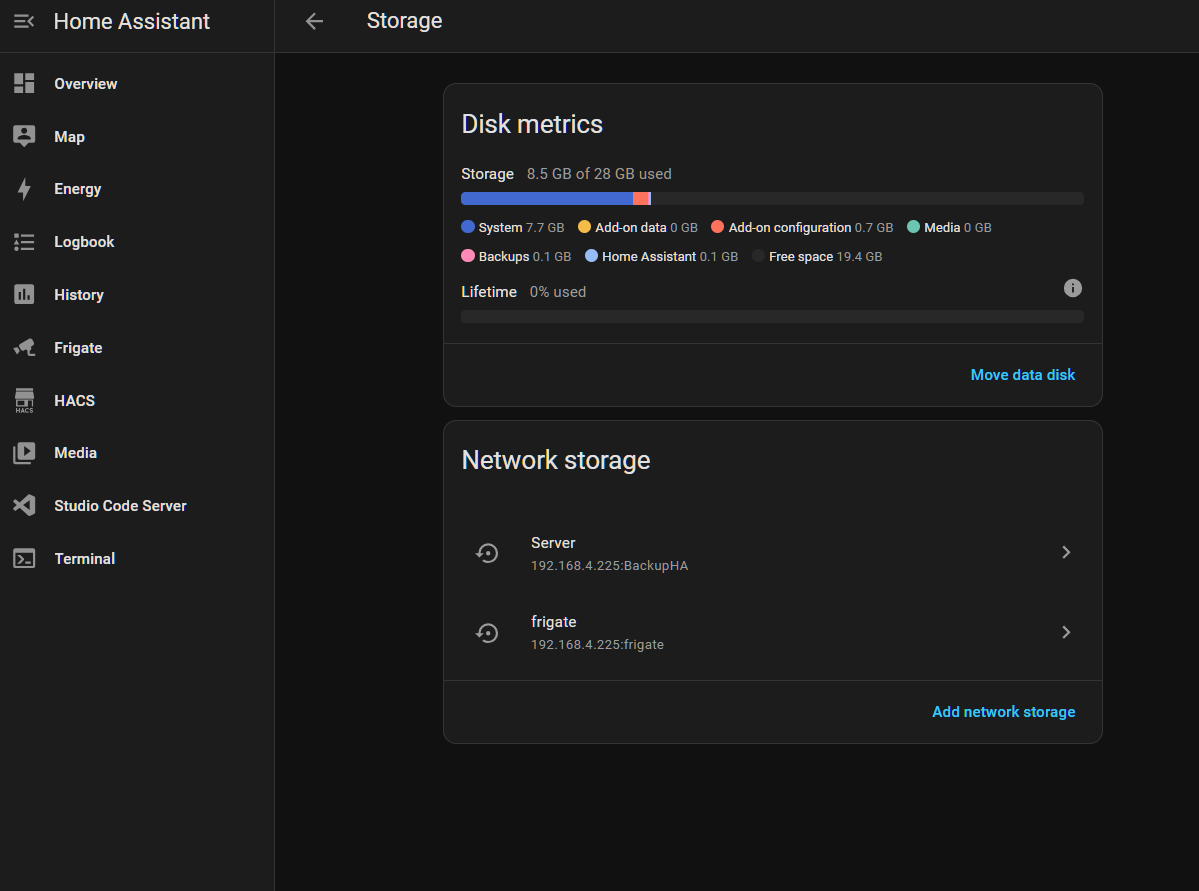 Home Assistant
Storage
Overview
Map
Energy
Logbook
History
Frigate
HACS
HACS
Media
Studio Code Server
Terminal
Disk metrics
Storage 8.5 GB of 28 GB used
System 7.7 GB Add-on data 0 GB Add-on configuration 0.7 GB Media 0 GB
Backups 0.1 GB Home Assistant 0.1 GB Free space 19.4 GB
Lifetime 0% used
Move data disk
Network storage
Server
192.168.4.225:BackupHA
frigate
192.168.4.225:frigate
Add network storage